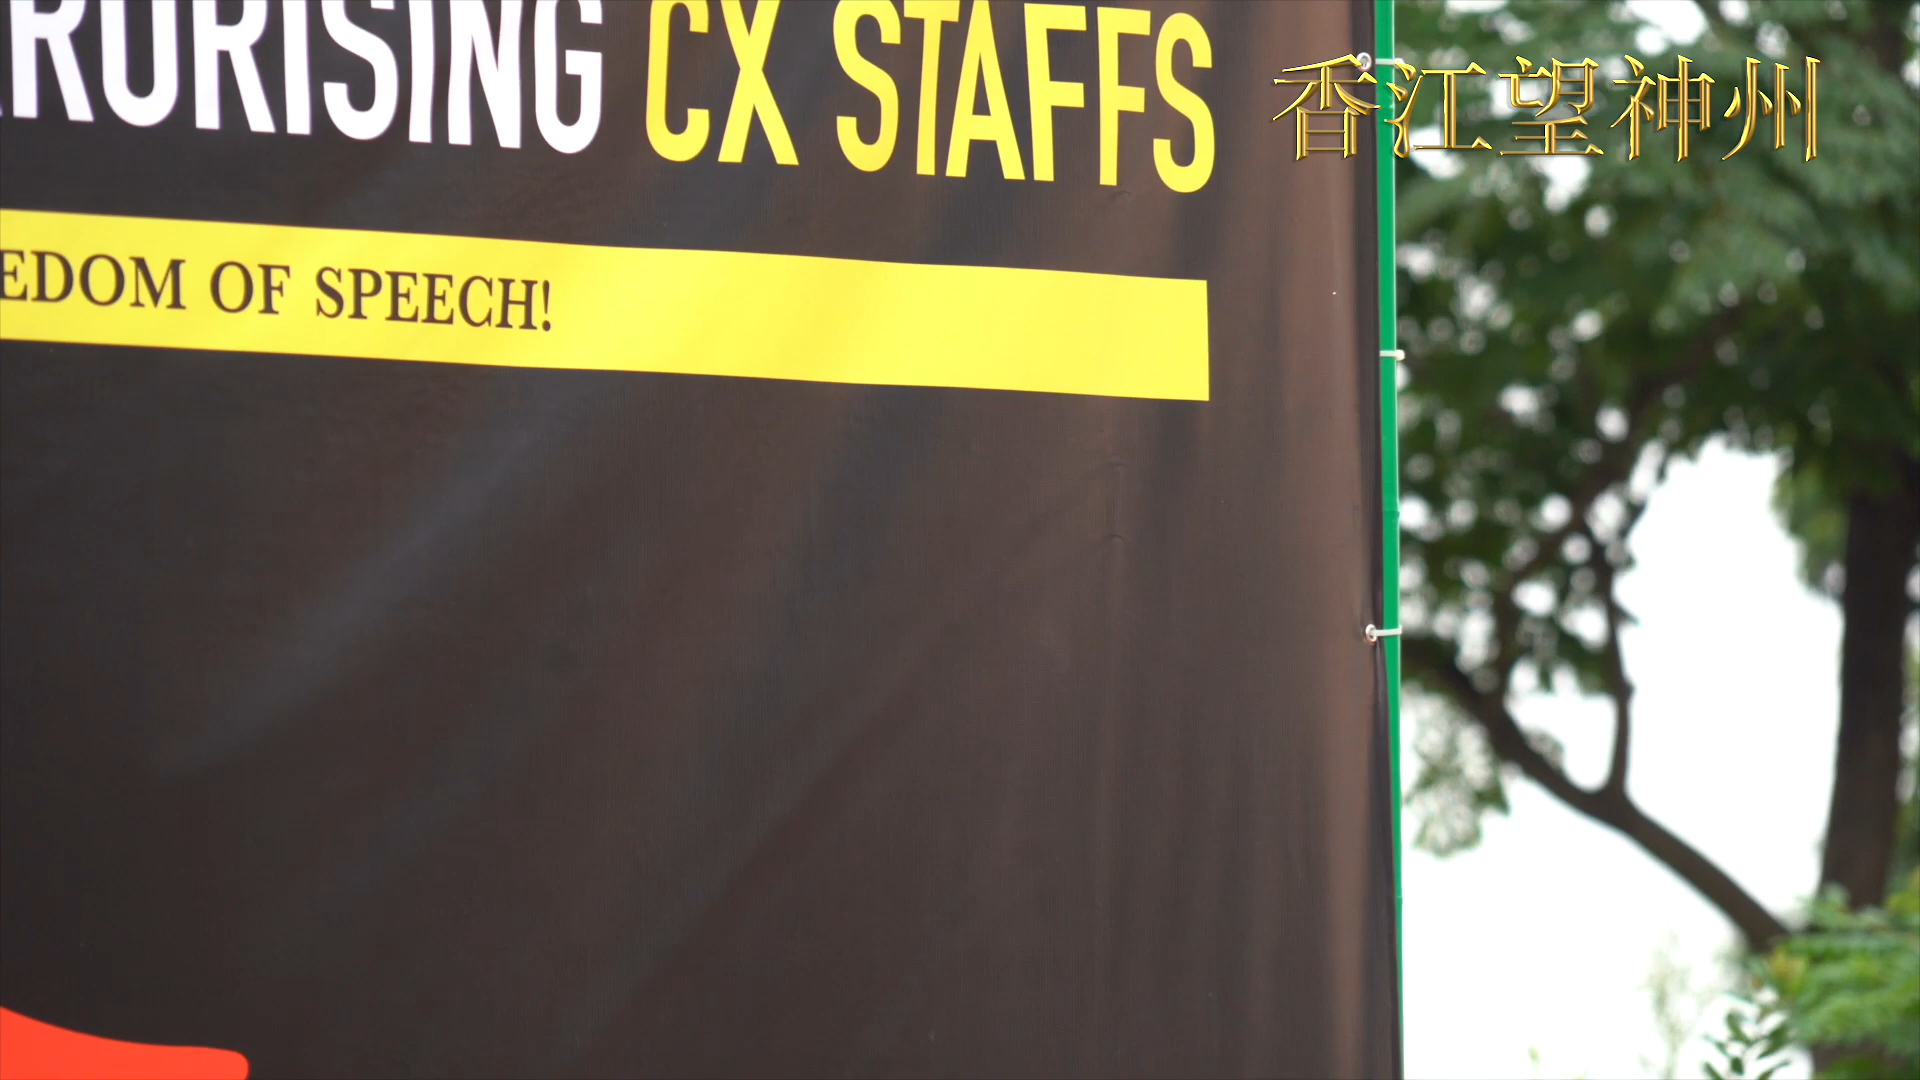 RORISING CX STAFFS
香江望神州
EDOM OF SPEECH!